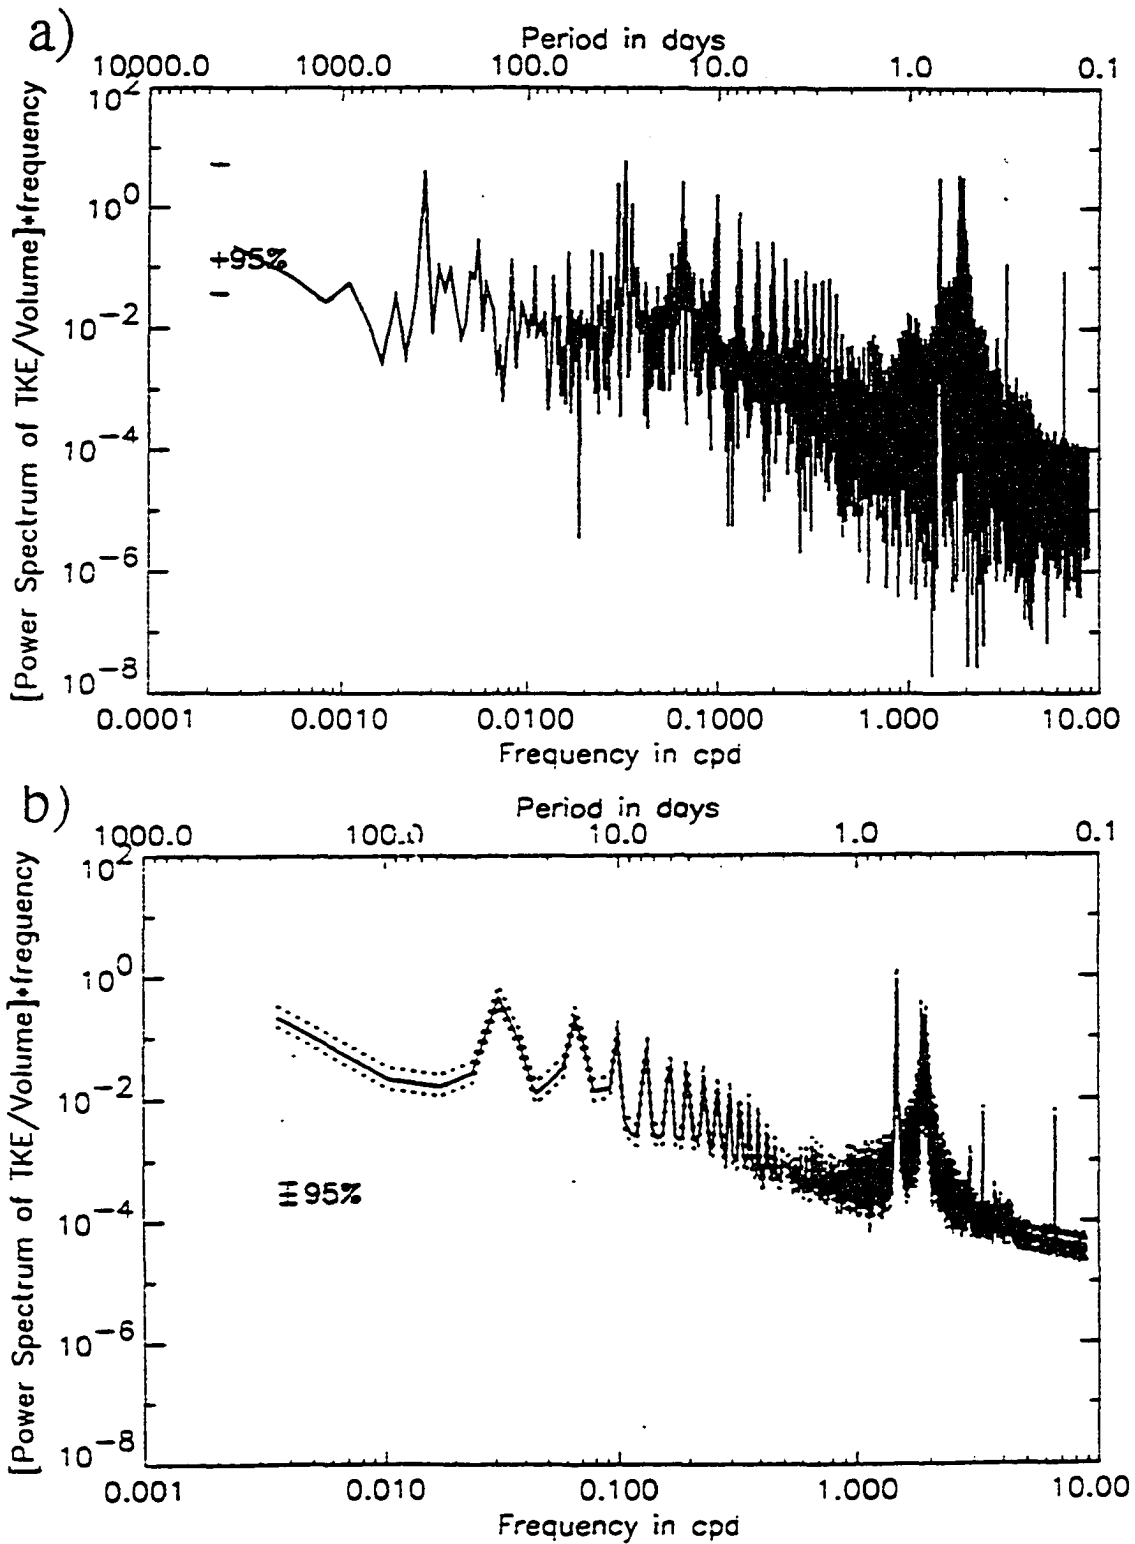 a)
Period in days
10000.0 1000.0 100.0 10.0 1.0 0.1
[Power Spectrum of TKE/Volume]*frequency
10^2
10^0
+95%
10^-2
10^-4
10^-6
10^-8
0.0001 0.0010 0.0100 0.1000 1.000 10.00
Frequency in cpd
b)
Period in days
1000.0 100.0 10.0 1.0 0.1
[Power Spectrum of TKE/Volume]*frequency
10^2
10^0
10^-2
95%
10^-4
10^-6
10^-8
0.001 0.010 0.100 1.000 10.00
Frequency in cpd